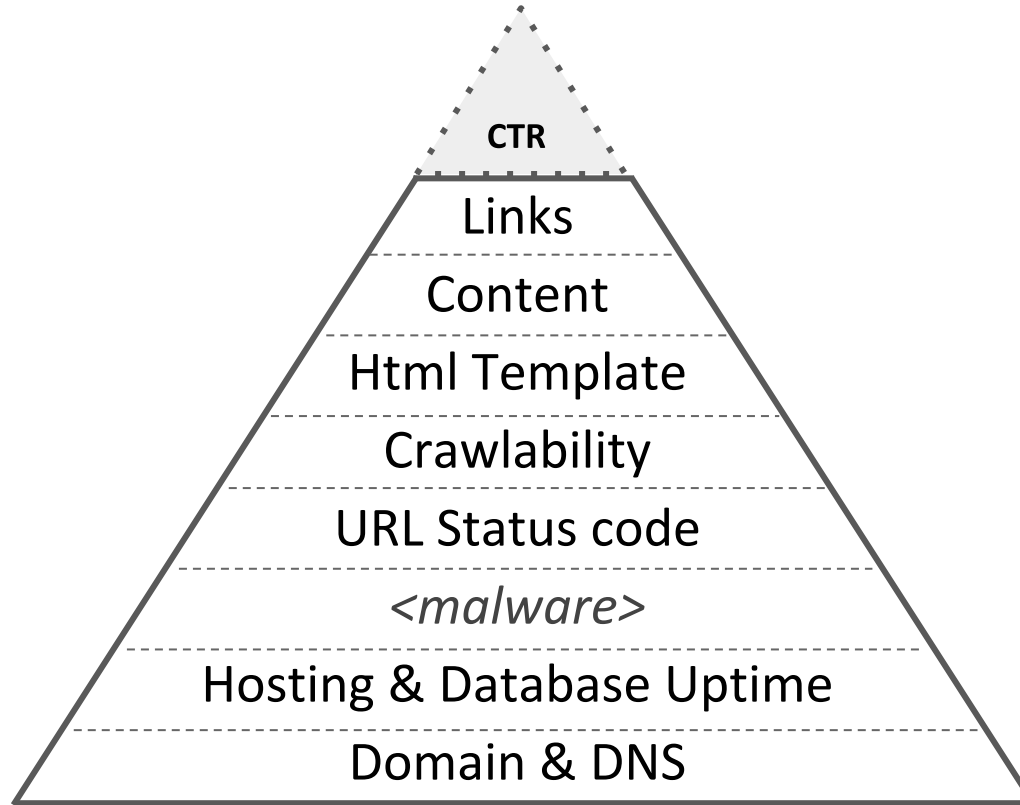 CTR
Links
Content
Html Template
Crawlability
URL Status code
<malware>
Hosting & Database Uptime
Domain & DNS